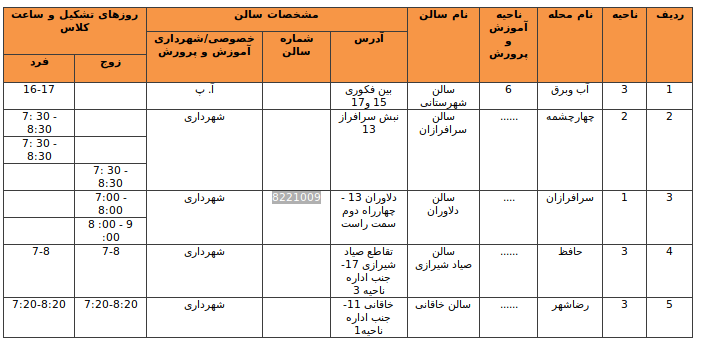 ردیف
ناحیه
نام محله
ناحیه
آموزش
و
پرورش
نام سالن
مشخصات سالن
روزهای تشکیل و ساعت
کلاس
آدرس
شماره
سالن
خصوصی/شهرداری
آموزش و پرورش
زوج
فرد
1
3
آب وبرق
6
سالن
شهرستانی
بین فکوری
15 و17
آ. پ
16-17
2
2
چهارچشمه
......
سالن
سرافرازان
نبش سرافراز
13
شهرداری
7: 30 -
8:30
7: 30 -
8:30
7: 30 -
8:30
3
1
سرافرازان
....
سالن
دلاوران
دلاوران 13 -
چهارراه دوم
سمت راست
8221009
شهرداری
7:00 -
8:00
8 :00 - 9
:00
4
3
حافظ
......
سالن
صیاد شیرازی
تقاطع صیاد
شیرازی 17-
جنب اداره
ناحیه 3
شهرداری
7-8
7-8
5
3
رضاشهر
......
سالن خاقانی
خاقانی 11-
جنب اداره
ناحیه1
شهرداری
7:20-8:20
7:20-8:20